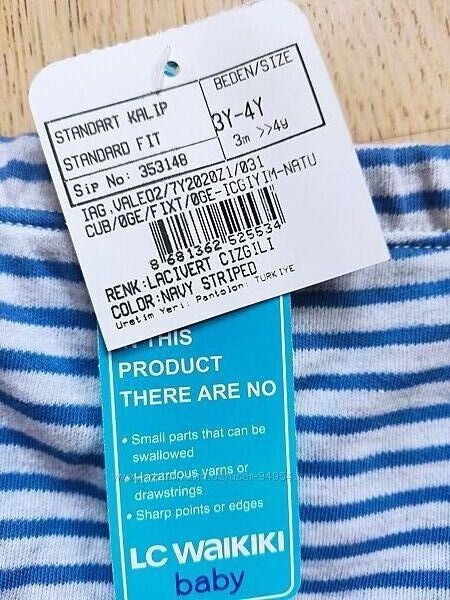 STANDART KALIP
STANDARD FIT
Sip No: 353148
BEDEN/SIZE
3Y-4Y
3m >>4y
IAG.VALEO2/7Y2020Z1/031
CUB/0GE/FIXT/0GE-ICGIYIM-NATU
8 681362 525534
RENK:LACIVERT CIZGILI
COLOR:NAVY STRIPED
Uretim Yeri: Pantolon: TURKIYE
THIS
PRODUCT
THERE ARE NO
• Small parts that can be
swallowed
• Hazardous yarns or
drawstrings
• Sharp points or edges
LC WAIKIKI
baby